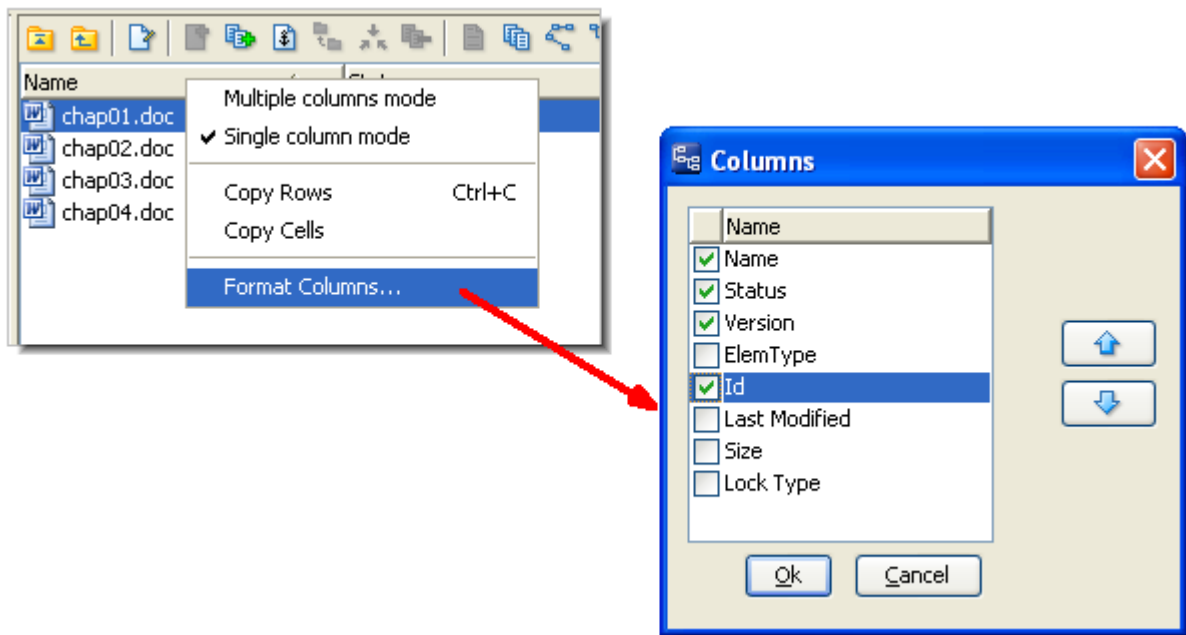 Name
chap01.doc
chap02.doc
chap03.doc
chap04.doc
Multiple columns mode
Single column mode
Copy Rows Ctrl+C
Copy Cells
Format Columns...
Columns
Name
Name
Status
Version
ElemType
Id
Last Modified
Size
Lock Type
Ok Cancel